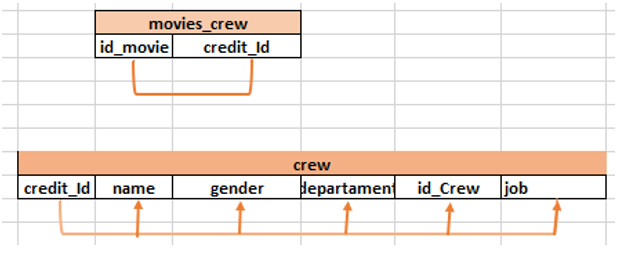 movies_crew
id_movie credit_Id
crew
credit_Id name gender departament id_Crew job